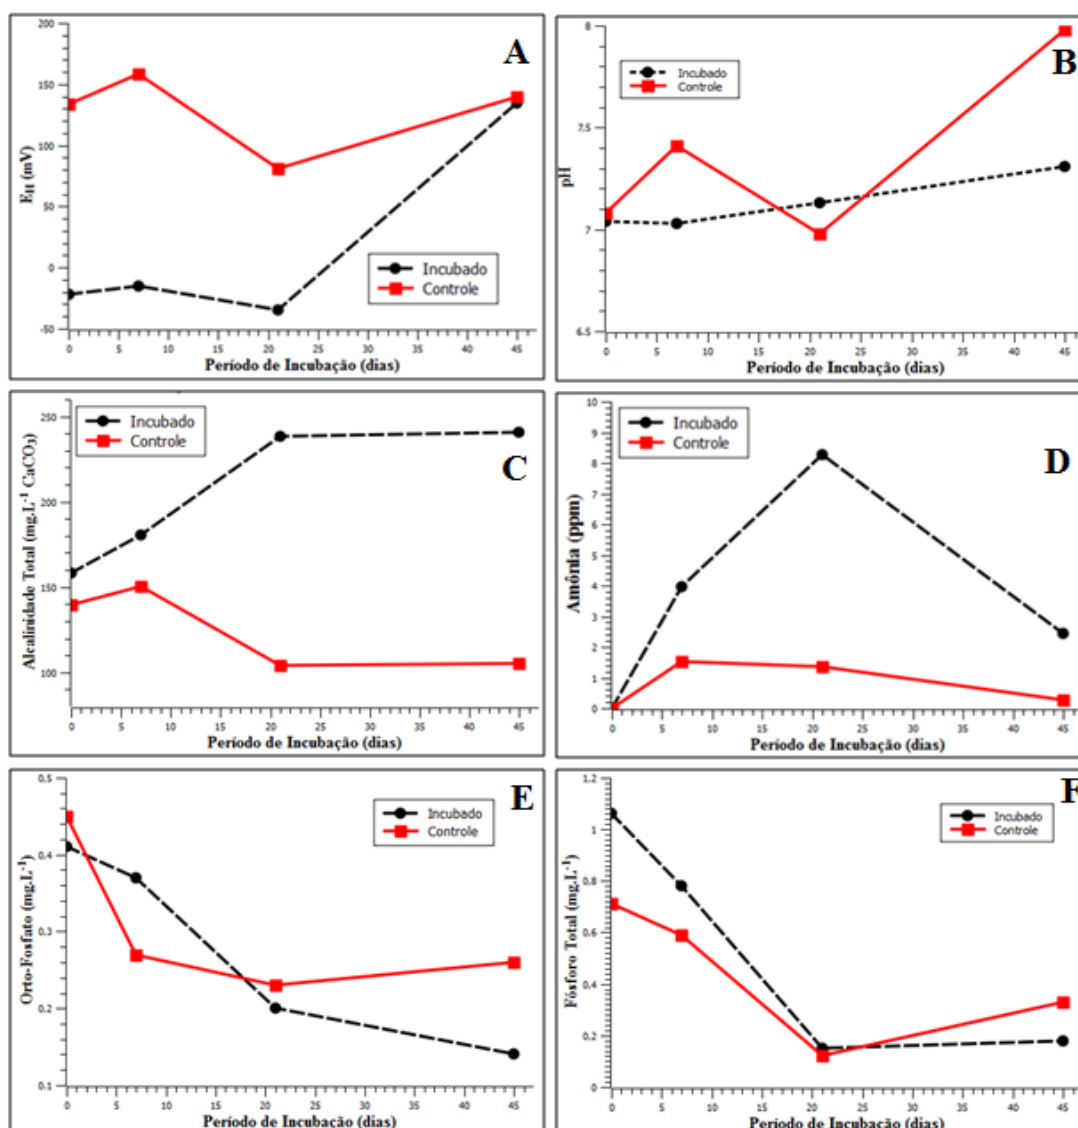 A
200
150
100
50
0
-50
E_H (mV)
Incubado
Controle
0 5 10 15 20 25 30 35 40 45
Período de Incubação (dias)
B
8
7.5
7
6.5
pH
Incubado
Controle
0 5 10 15 20 25 30 35 40 45
Período de Incubação (dias)
C
250
200
150
100
Alcalinidade Total (mg.L⁻¹ CaCO₃)
Incubado
Controle
0 5 10 15 20 25 30 35 40 45
Período de Incubação (dias)
D
10
9
8
7
6
5
4
3
2
1
0
Amônia (ppm)
Incubado
Controle
0 5 10 15 20 25 30 35 40 45
Período de Incubação (dias)
E
0.5
0.4
0.3
0.2
0.1
Orto-Fosfato (mg.L⁻¹)
Incubado
Controle
0 5 10 15 20 25 30 35 40 45
Período de Incubação (dias)
F
1.2
1
0.8
0.6
0.4
0.2
0
Fósforo Total (mg.L⁻¹)
Incubado
Controle
0 5 10 15 20 25 30 35 40 45
Período de Incubação (dias)